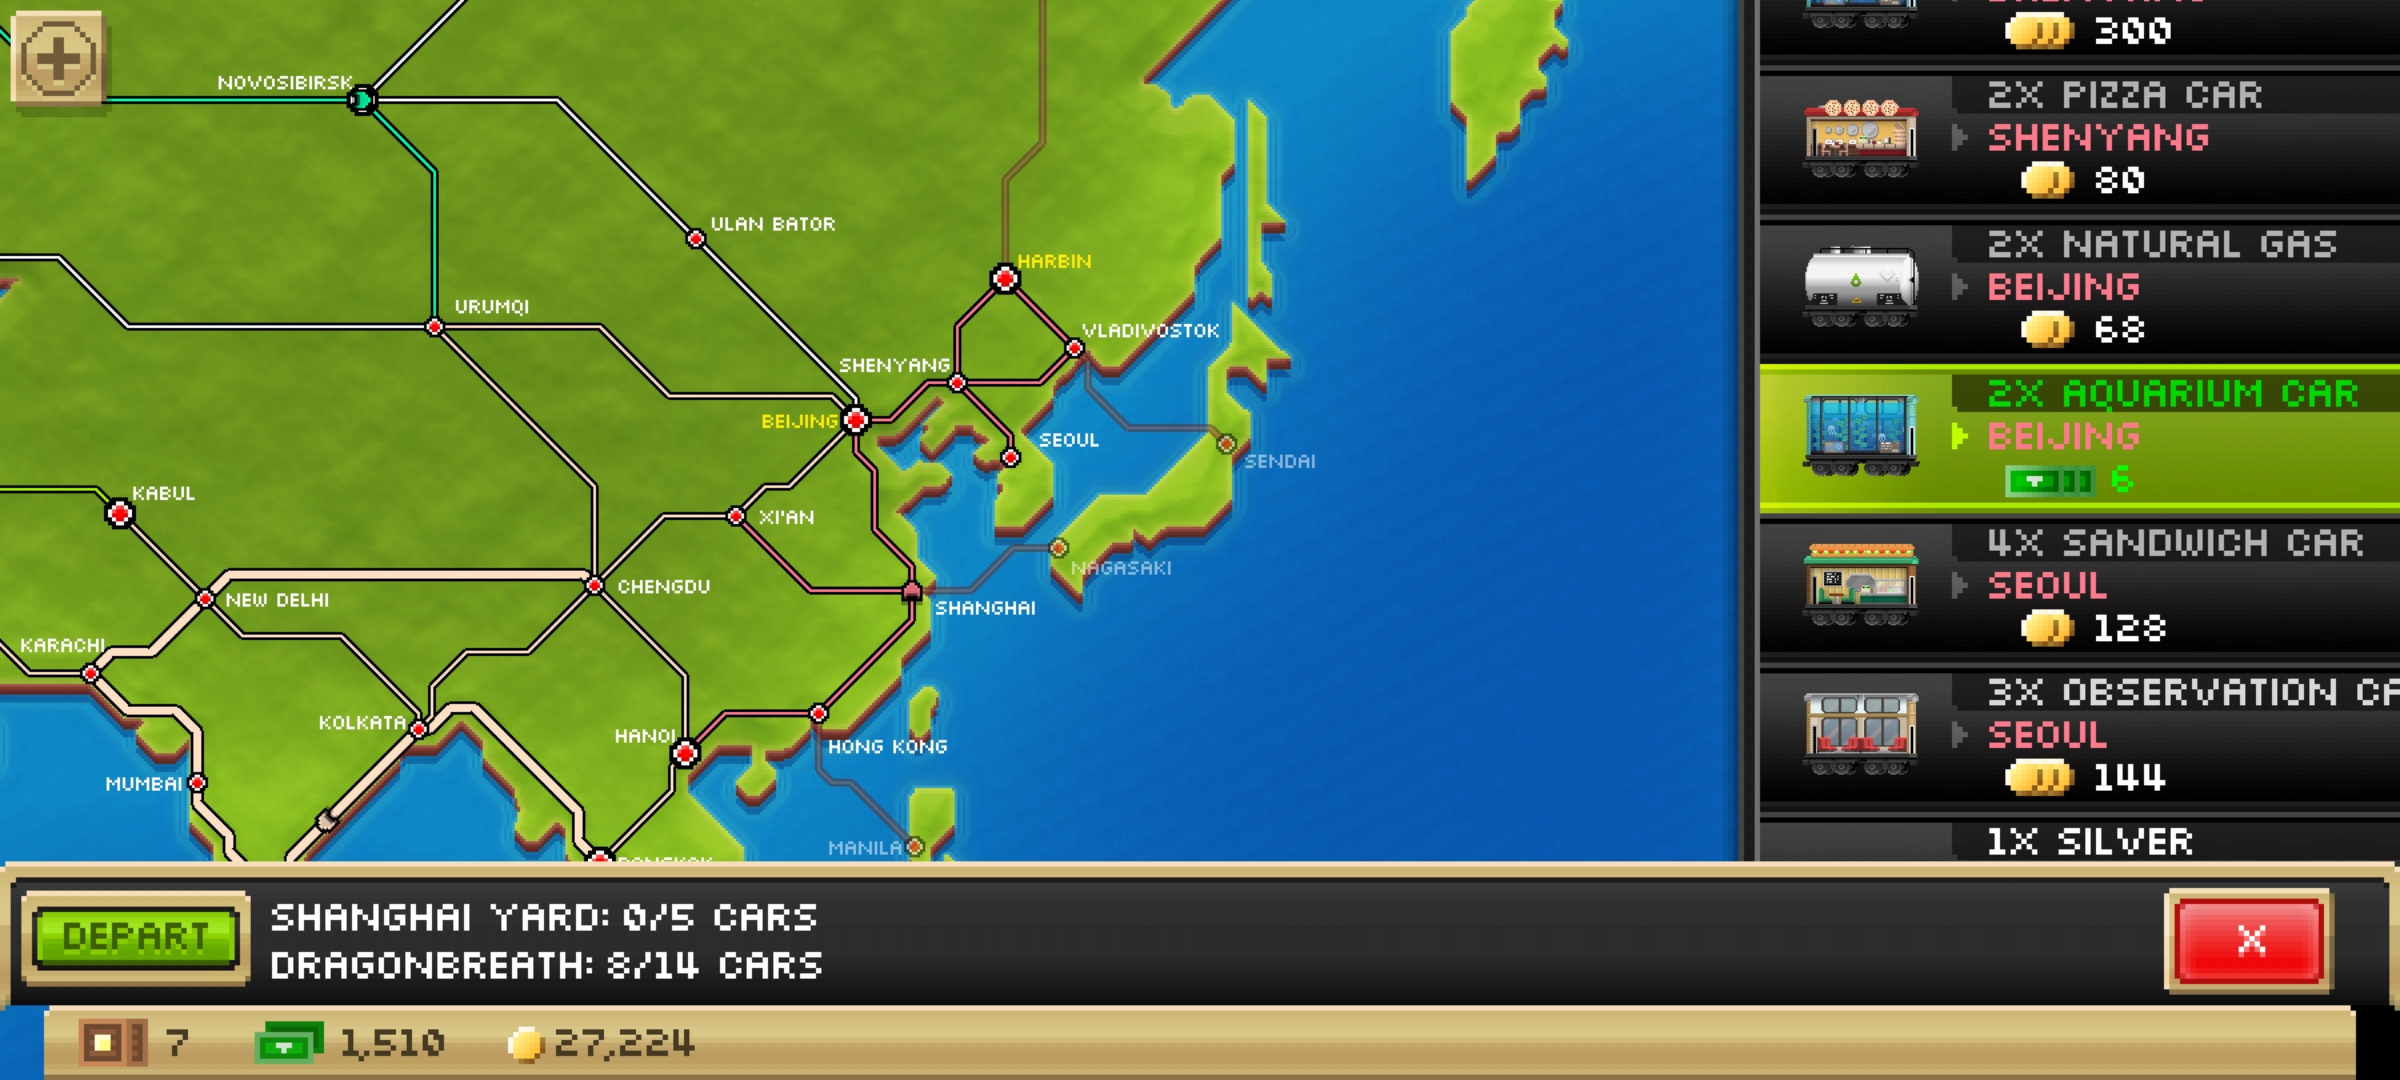 300
NOVOSIBIRSK
2X PIZZA CAR
SHENYANG
80
ULAN BATOR
2X NATURAL GAS
HARBIN
BEIJING
URUMQI
VLADIVOSTOK
68
SHENYANG
2X AQUARIUM CAR
BEIJING
BEIJING
SEOUL
SENDAI
6
KABUL
XI'AN
4X SANDWICH CAR
NAGASAKI
SEOUL
CHENGDU
NEW DELHI
SHANGHAI
128
KARACHI
3X OBSERVATION CA
KOLKATA
HANOI
SEOUL
HONG KONG
MUMBAI
144
MANILA
1X SILVER
DEPART
SHANGHAI YARD: 0/5 CARS
DRAGONBREATH: 8/14 CARS
X
7
1,510
27,224